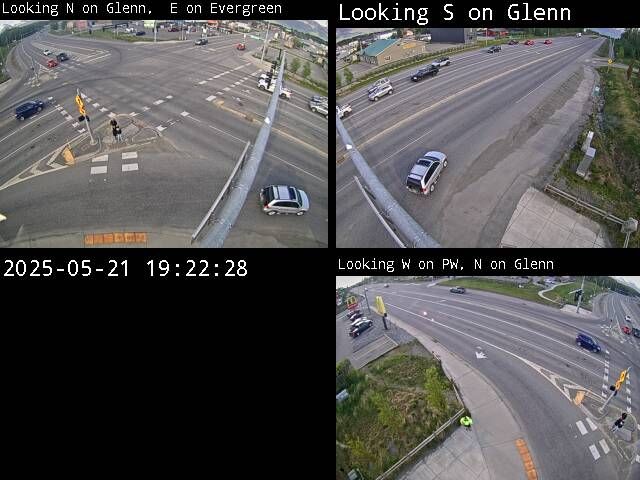 Looking N on Glenn, E on Evergreen
Looking S on Glenn
2025-05-21 19:22:28
Looking W on PW, N on Glenn